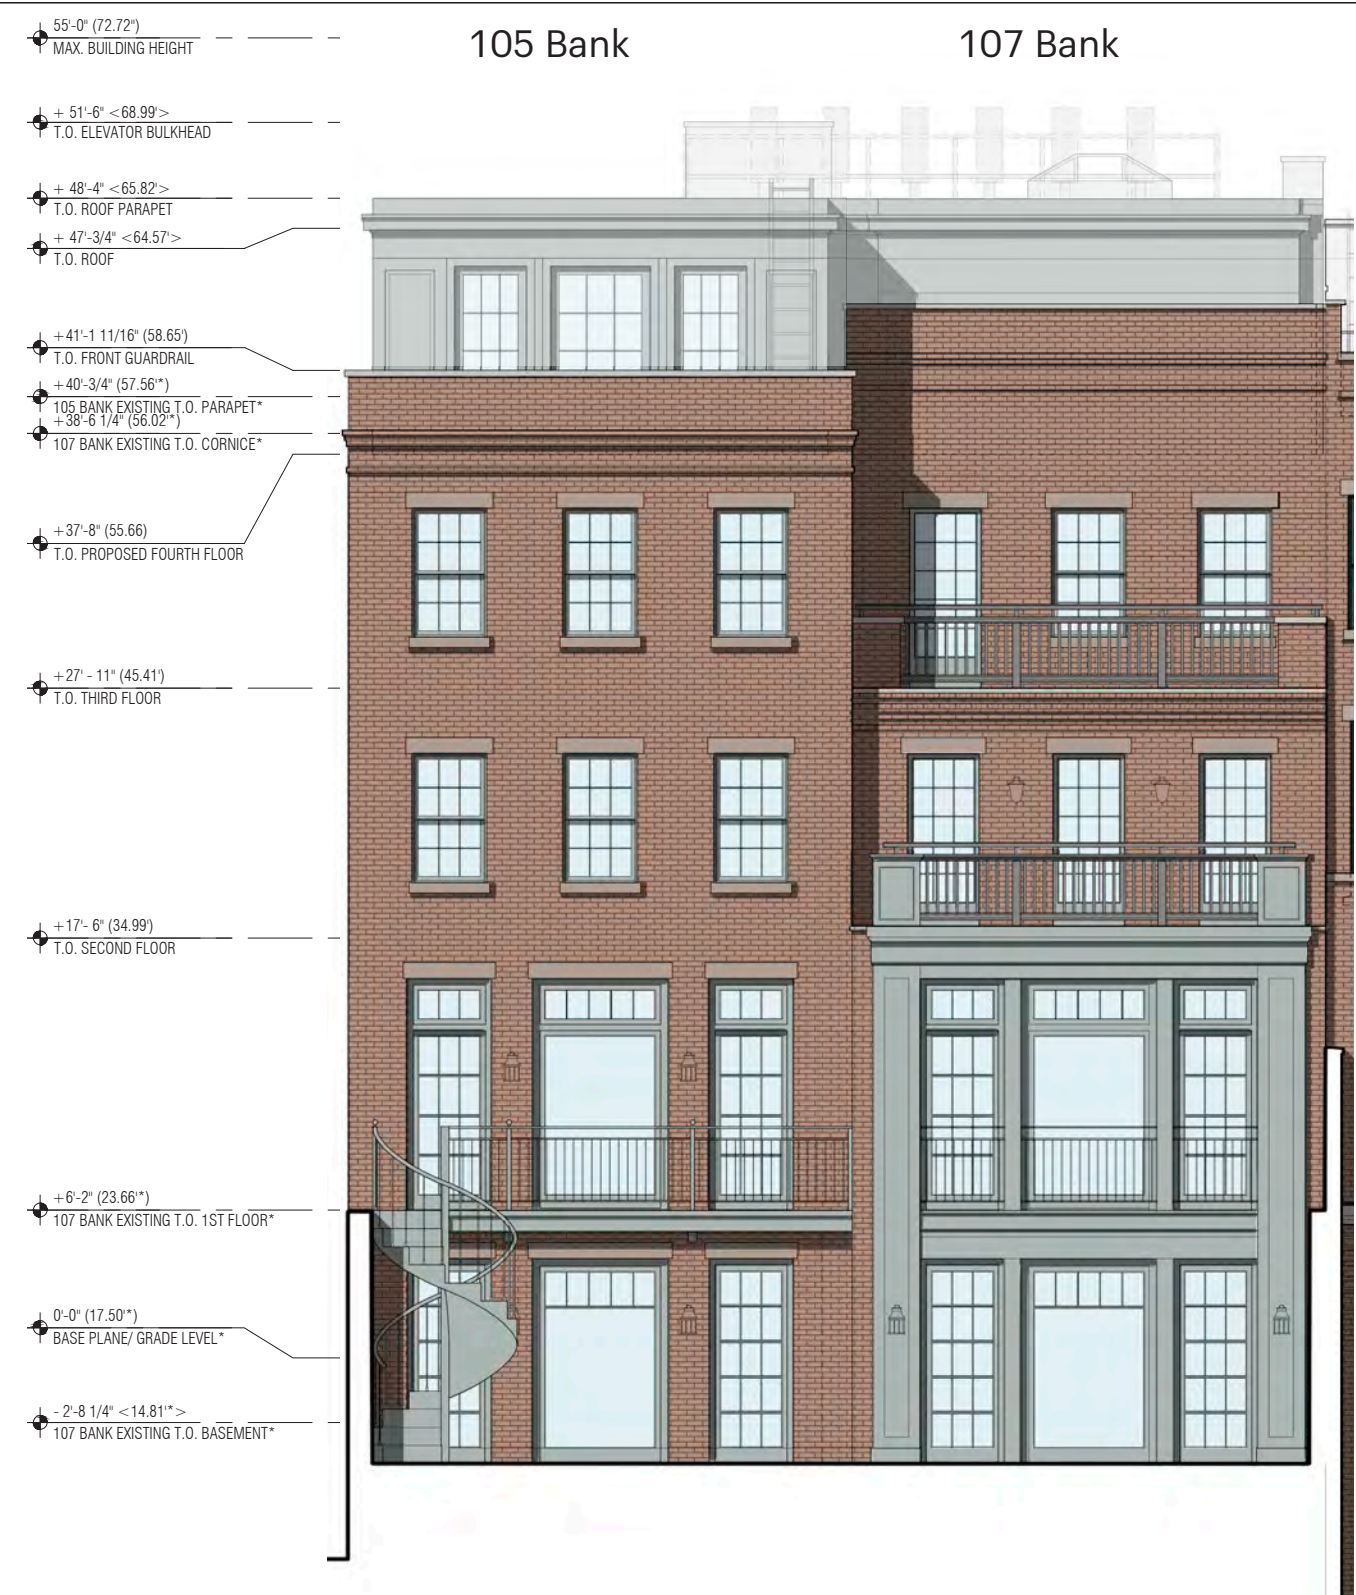 105 Bank
107 Bank
55'-0" (72.72")
MAX. BUILDING HEIGHT
+ 51'-6" <68.99'>
T.O. ELEVATOR BULKHEAD
+ 48'-4" <65.82'>
T.O. ROOF PARAPET
+ 47'-3/4" <64.57'>
T.O. ROOF
+41'-1 11/16" (58.65')
T.O. FRONT GUARDRAIL
+40'-3/4" (57.56'*)
105 BANK EXISTING T.O. PARAPET*
+38'-6 1/4" (56.02'*)
107 BANK EXISTING T.O. CORNICE*
+37'-8" (55.66)
T.O. PROPOSED FOURTH FLOOR
+27' - 11" (45.41')
T.O. THIRD FLOOR
+17'- 6" (34.99')
T.O. SECOND FLOOR
+6'-2" (23.66'*)
107 BANK EXISTING T.O. 1ST FLOOR*
0'-0" (17.50'*)
BASE PLANE/ GRADE LEVEL*
- 2'-8 1/4" <14.81'*>
107 BANK EXISTING T.O. BASEMENT*